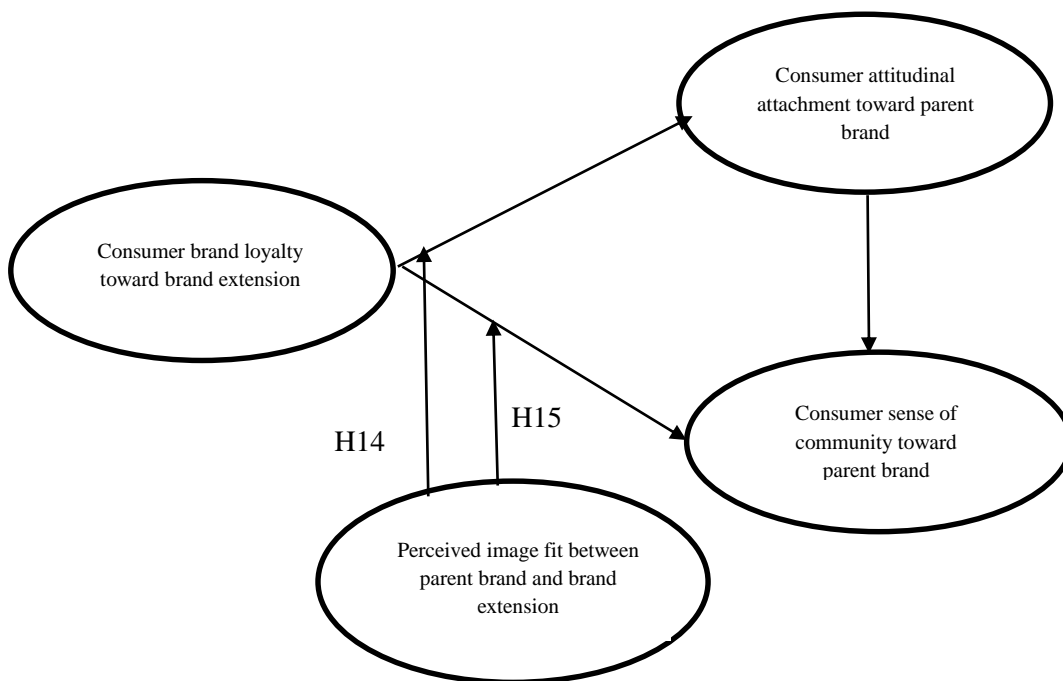 Consumer attitudinal
attachment toward parent
brand
Consumer brand loyalty
toward brand extension
H14
H15
Consumer sense of
community toward
parent brand
Perceived image fit between
parent brand and brand
extension